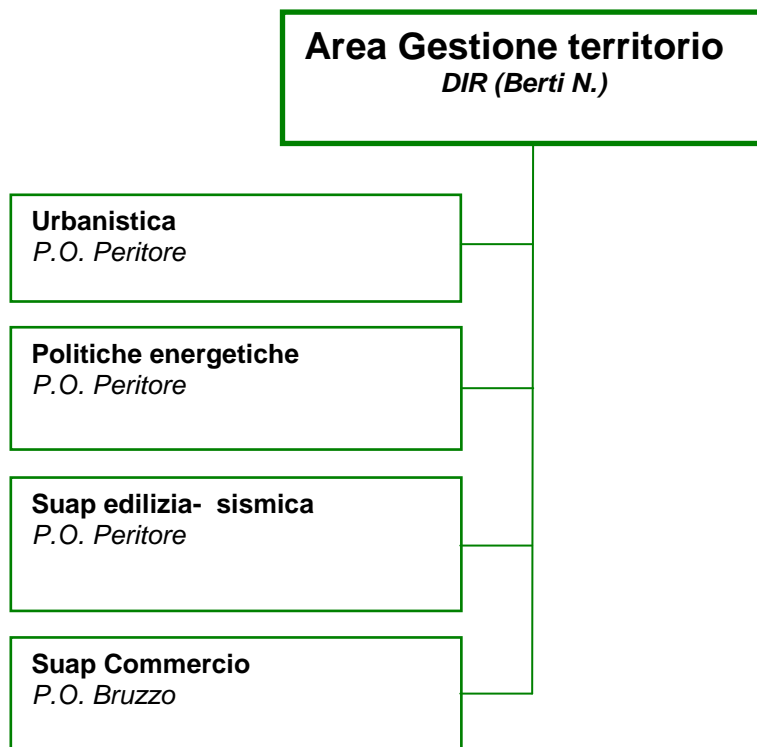 Area Gestione territorio
DIR (Berti N.)
Urbanistica
P.O. Peritore
Politiche energetiche
P.O. Peritore
Suap edilizia- sismica
P.O. Peritore
Suap Commercio
P.O. Bruzzo